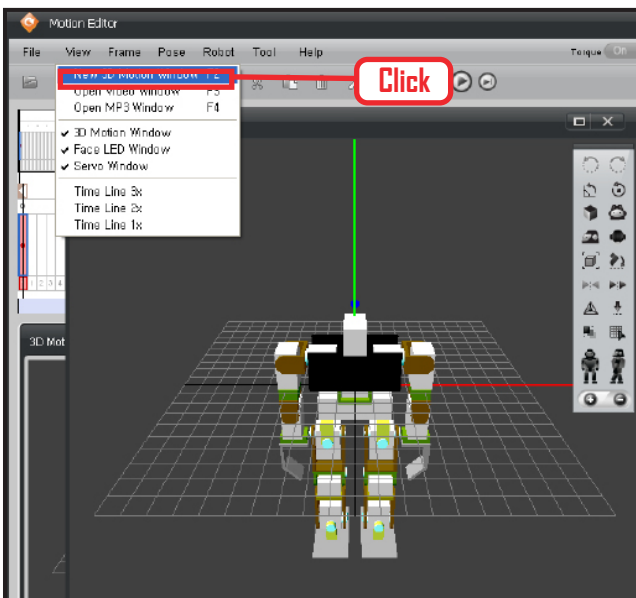 Motion Editor
File View Frame Pose Robot Tool Help
Torque On
New 3D Motion Window F2
Click
Open Video Window F3
Open MP3 Window F4
3D Motion Window
Face LED Window
Servo Window
Time Line 3x
Time Line 2x
Time Line 1x
1 2 3 4
3D Mot